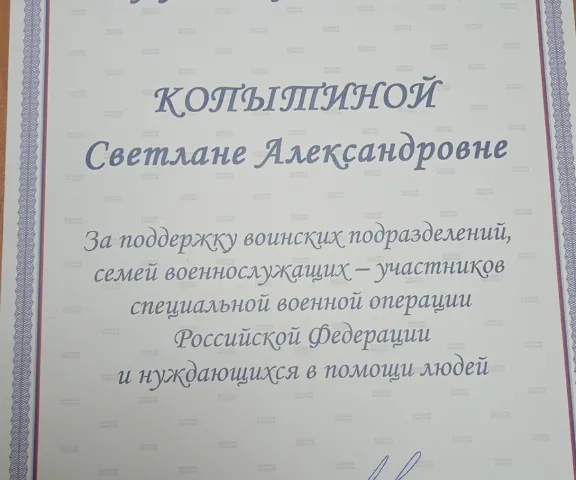 КОПЫТИНОЙ
Светлане Александровне
За поддержку воинских подразделений,
семей военнослужащих – участников
специальной военной операции
Российской Федерации
и нуждающихся в помощи людей